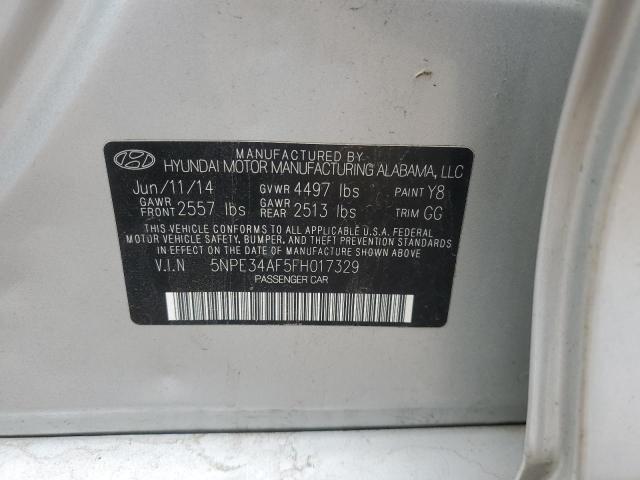 MANUFACTURED BY
HYUNDAI MOTOR MANUFACTURING ALABAMA, LLC
Jun/11/14 GVWR 4497 lbs PAINT Y8
GAWR FRONT 2557 lbs GAWR REAR 2513 lbs TRIM GG
THIS VEHICLE CONFORMS TO ALL APPLICABLE U.S.A. FEDERAL
MOTOR VEHICLE SAFETY, BUMPER, AND THEFT PREVENTION STANDARDS
IN EFFECT ON THE DATE OF MANUFACTURE SHOWN ABOVE.
V.I.N 5NPE34AF5FH017329
PASSENGER CAR